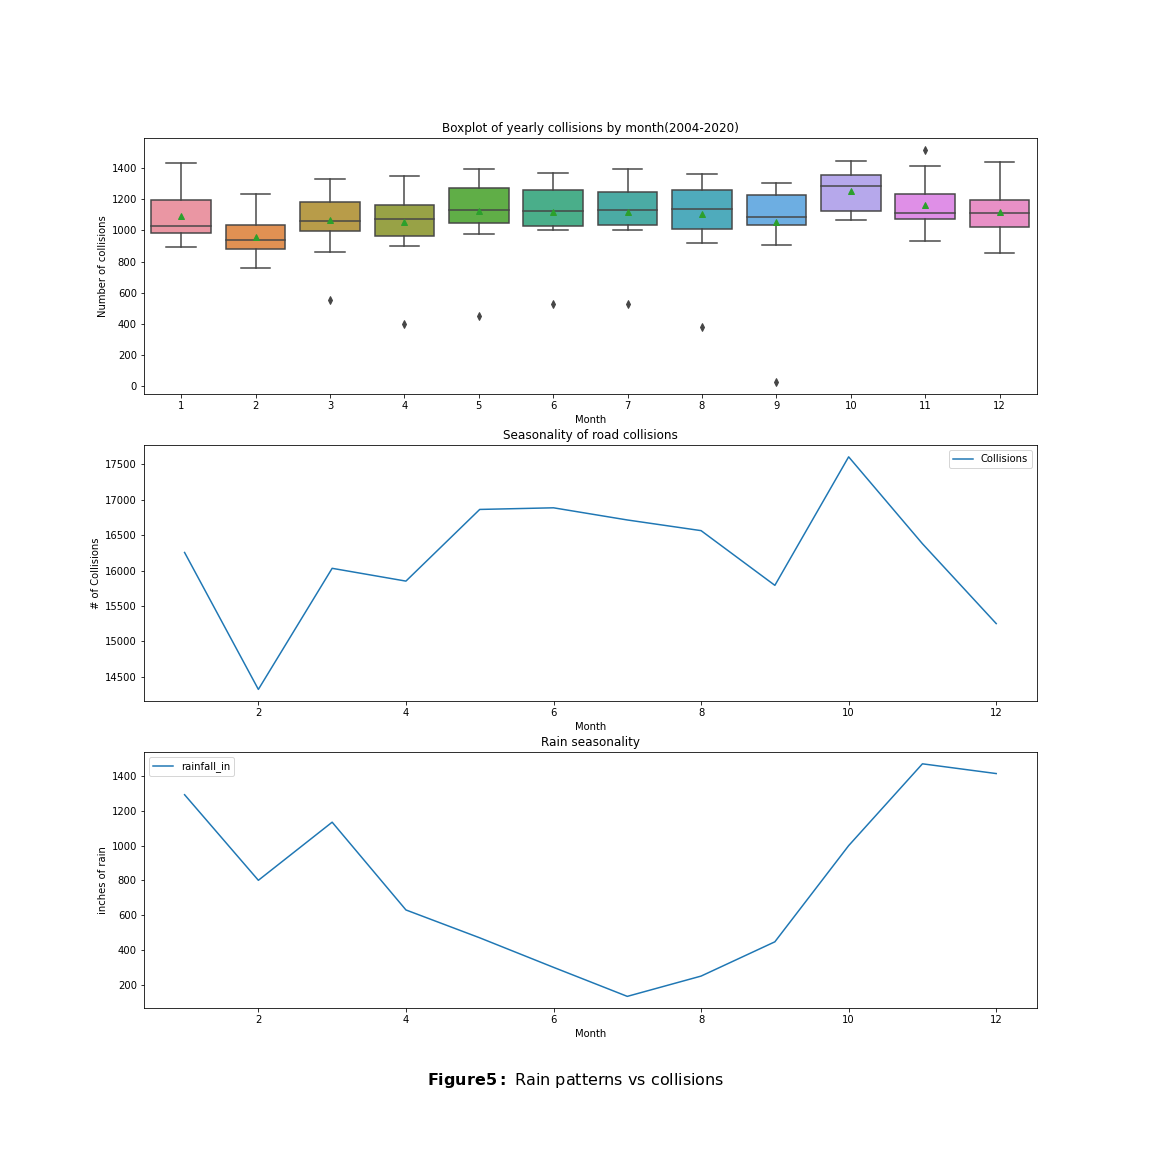 Boxplot of yearly collisions by month(2004-2020)
1400
1200
1000
800
600
400
200
0
Number of collisions
1 2 3 4 5 6 7 8 9 10 11 12
Month
Seasonality of road collisions
Collisions
17500
17000
16500
16000
15500
15000
14500
# of Collisions
2 4 6 8 10 12
Month
Rain seasonality
rainfall_in
1400
1200
1000
800
600
400
200
inches of rain
2 4 6 8 10 12
Month
Figure5: Rain patterns vs collisions